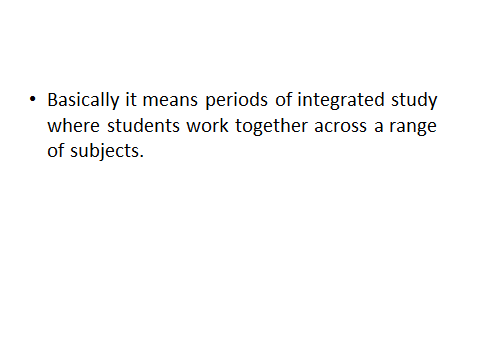 • Basically it means periods of integrated study
where students work together across a range
of subjects.